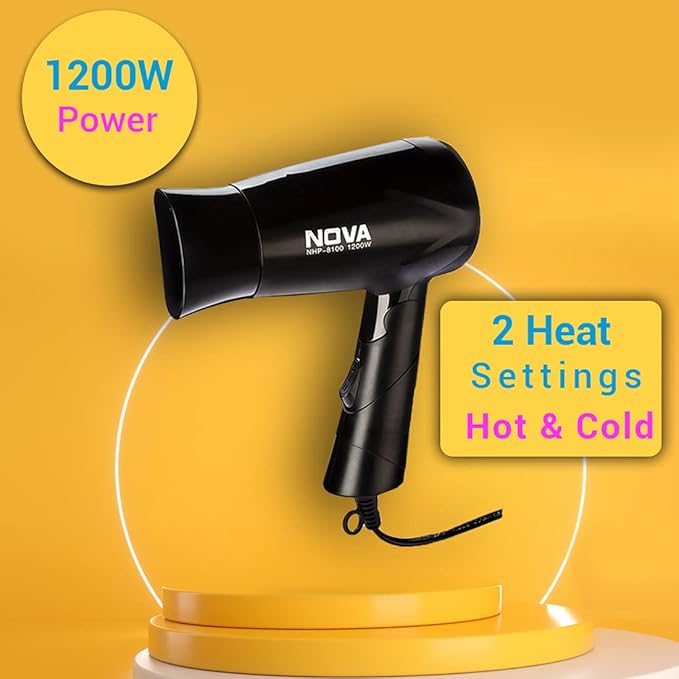 1200W
Power
NOVA
NHP-8100 1200W
2 Heat
Settings
Hot & Cold